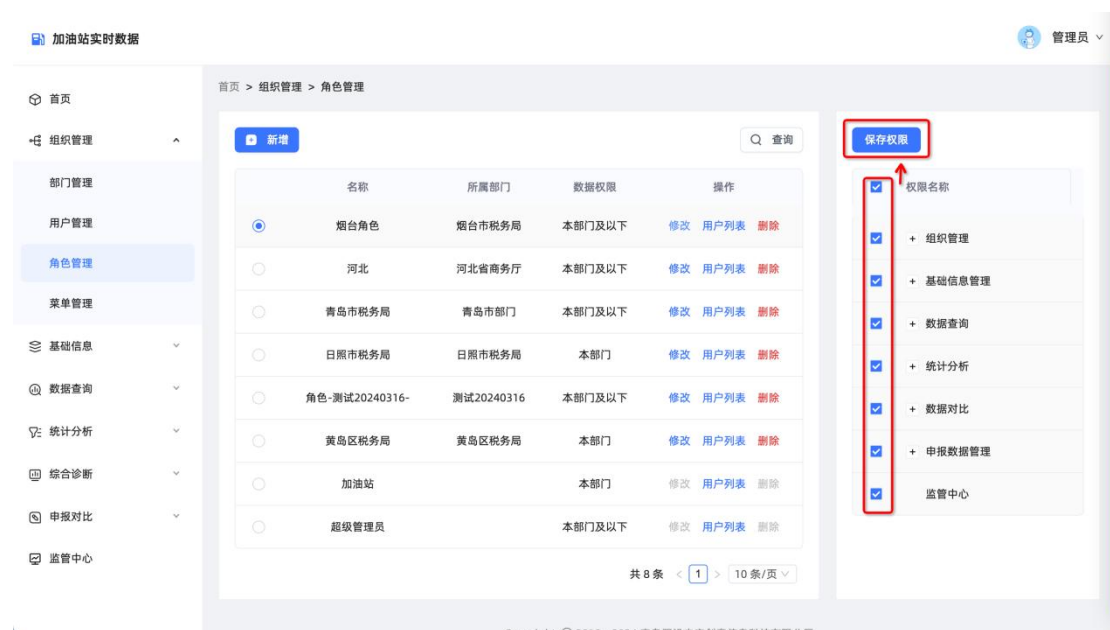 加油站实时数据
管理员
首页
组织管理
部门管理
用户管理
角色管理
菜单管理
基础信息
数据查询
统计分析
综合诊断
申报对比
监管中心
首页 > 组织管理 > 角色管理
新增
查询
名称 所属部门 数据权限 操作
烟台角色 烟台市税务局 本部门及以下 修改 用户列表 删除
河北 河北省商务厅 本部门及以下 修改 用户列表 删除
青岛市税务局 青岛市部门 本部门及以下 修改 用户列表 删除
日照市税务局 日照市税务局 本部门 修改 用户列表 删除
角色-测试20240316- 测试20240316 本部门及以下 修改 用户列表 删除
黄岛区税务局 黄岛区税务局 本部门 修改 用户列表 删除
加油站 本部门 修改 用户列表 删除
超级管理员 本部门及以下 修改 用户列表 删除
共 8 条 < 1 > 10 条/页
保存权限
权限名称
+ 组织管理
+ 基础信息管理
+ 数据查询
+ 统计分析
+ 数据对比
+ 申报数据管理
监管中心